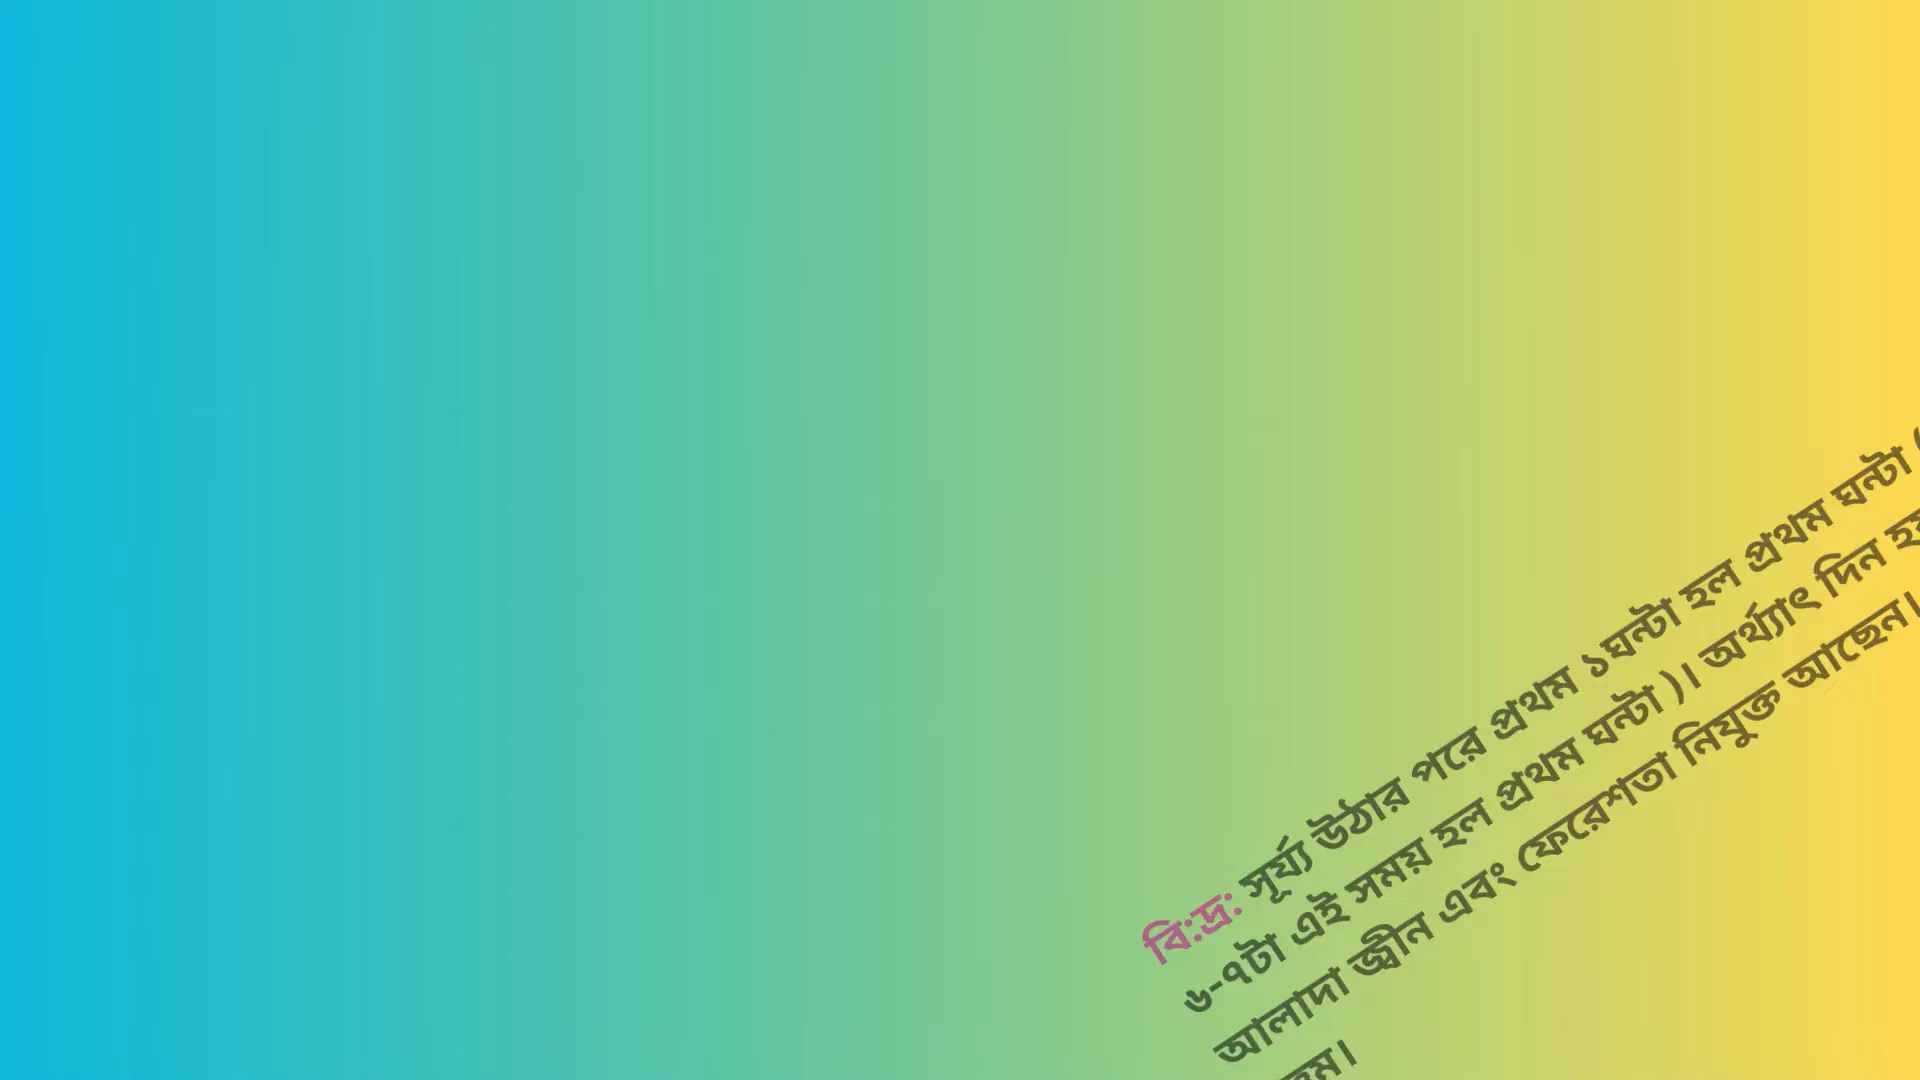 বি:দ্র: সূর্য্য উঠার পরে প্রথম ১ঘন্টা হল প্রথম ঘন্টা (
৬-৭টা এই সময় হল প্রথম ঘন্টা )। অর্থ্যাৎ দিন
আলাদা জ্বীন এবং ফেরেশতা নিযুক্ত আছেন।